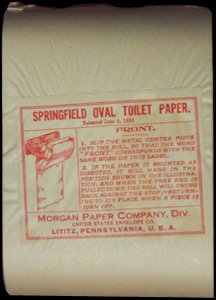 SPRINGFIELD OVAL TOILET PAPER.
Patented June 5, 1888
FRONT.
1. SLIP THE METAL CENTER PIECE
INTO THE ROLL, SO THAT THE WORD
"FRONT" CORRESPONDS WITH THE
SAME WORD ON THIS LABEL.
2. IF THE PAPER IS MOUNTED AS
DIRECTED, IT WILL HANG IN THE
POSITION SHOWN IN THE ILLUSTRA-
TION; AND WHEN THE FREE END IS
PULLED DOWN THE ROLL WILL SWING
BACK AGAINST THE STOP—RETURN-
ING TO ITS PLACE WHEN A PIECE IS
TORN OFF.
MORGAN PAPER COMPANY, DIV.
UNITED STATES ENVELOPE CO.
LITITZ, PENNSYLVANIA, U. S. A.